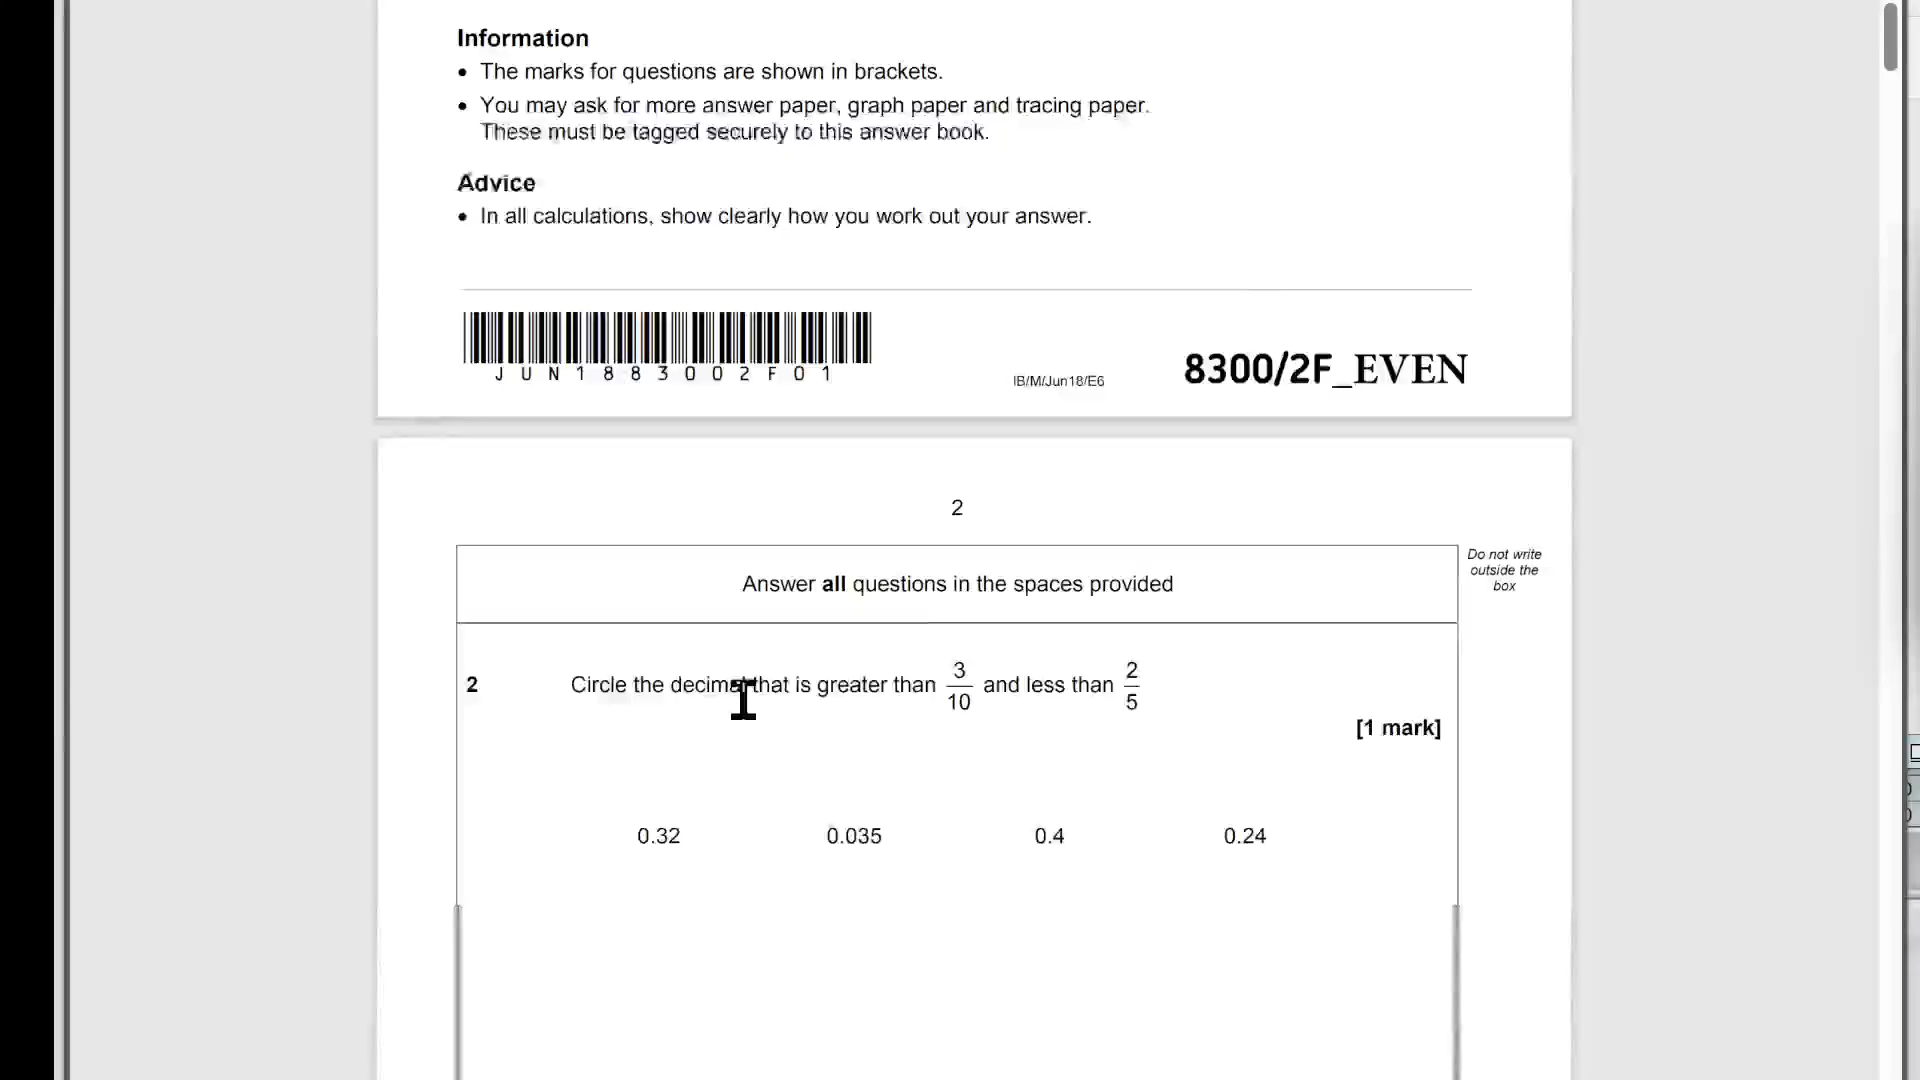 Information
• The marks for questions are shown in brackets.
• You may ask for more answer paper, graph paper and tracing paper.
These must be tagged securely to this answer book.
Advice
• In all calculations, show clearly how you work out your answer.
J U N 1 8 8 3 0 0 2 F 0 1
IB/M/Jun18/E6
8300/2F_EVEN
2
Answer all questions in the spaces provided
Do not write
outside the
box
2 Circle the decimal that is greater than 3/10 and less than 2/5
[1 mark]
0.32 0.035 0.4 0.24